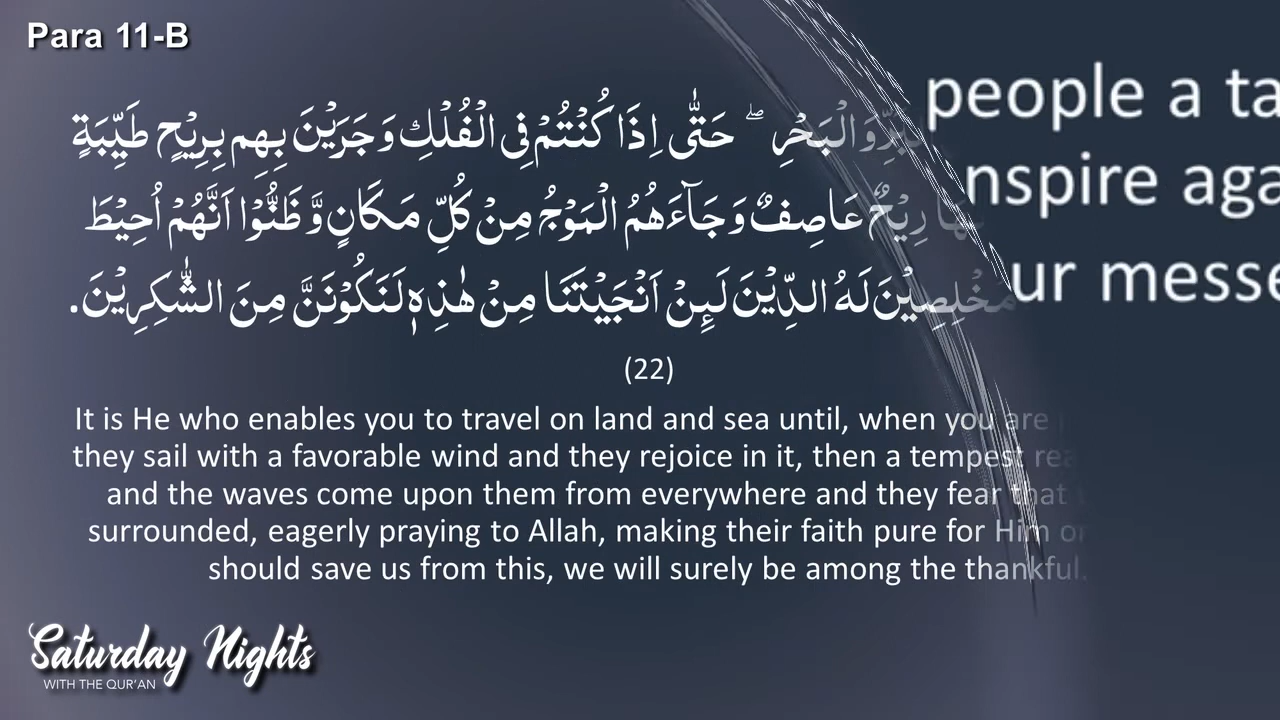 Para 11-B
people a ta
nspire aga
ur messe
وَالْبَحْرِ ۖ حَتّٰٓى اِذَا كُنْتُمْ فِى الْفُلْكِ وَجَرَيْنَ بِهِم بِرِيْحٍ طَيِّبَةٍ
رِيْحٌ عَاصِفٌ وَجَآءَهُمُ الْمَوْجُ مِنْ كُلِّ مَكَانٍ وَّظَنُّوْٓا اَنَّهُمْ اُحِيْطَ
مُخْلِصِيْنَ لَهُ الدِّيْنَ لَىِٕنْ اَنْجَيْتَنَا مِنْ هٰذِهٖ لَنَكُوْنَنَّ مِنَ الشّٰكِرِيْنَ.
(22)
It is He who enables you to travel on land and sea until, when you are
they sail with a favorable wind and they rejoice in it, then a tempest
and the waves come upon them from everywhere and they fear that
surrounded, eagerly praying to Allah, making their faith pure for Him
should save us from this, we will surely be among the thankful.
Saturday Nights
WITH THE QUR'AN